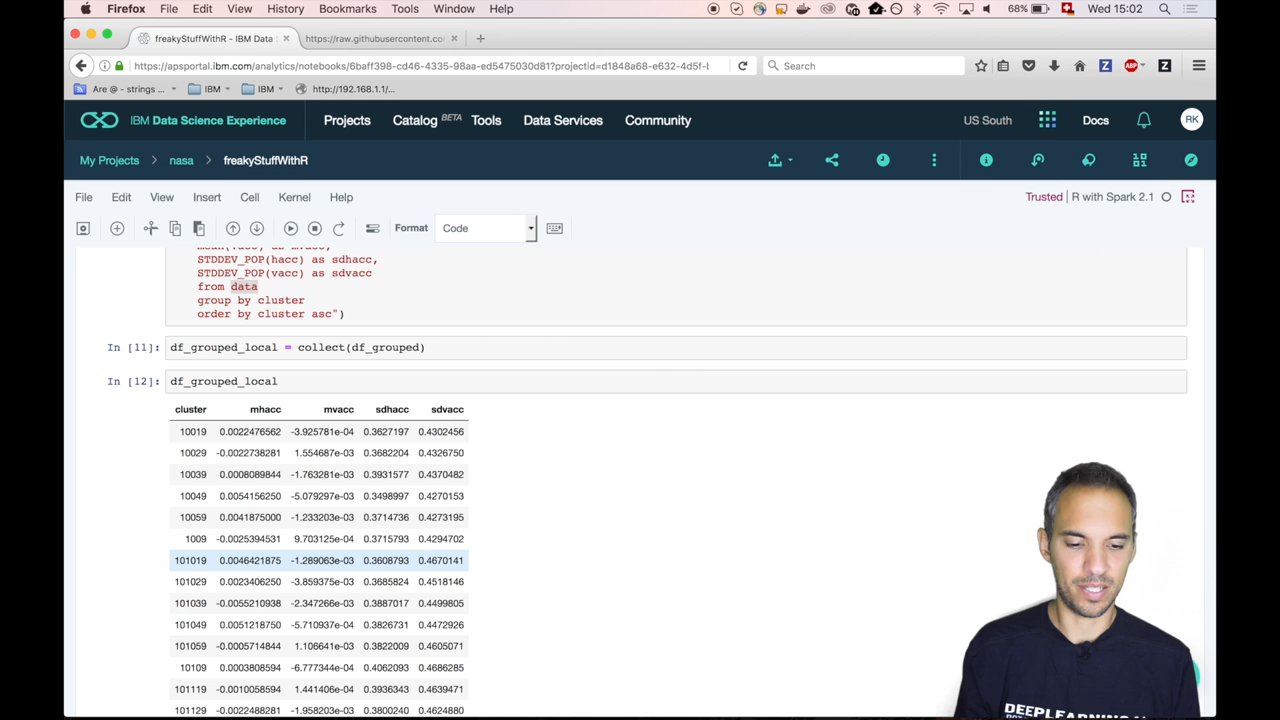 Firefox File Edit View History Bookmarks Tools Window Help 68% Wed 15:02
freakyStuffWithR - IBM Data S × https://raw.githubusercontent.co... × +
https://apsportal.ibm.com/analytics/notebooks/6baff398-cd46-4335-98aa-ed5475030d81?projectid=d1848a68-e632-4d5f-b Search
Are @ - strings ... IBM IBM http://192.168.1.1/...
IBM Data Science Experience Projects Catalog BETA Tools Data Services Community US South Docs RK
My Projects > nasa > freakyStuffWithR
File Edit View Insert Cell Kernel Help Trusted | R with Spark 2.1
Format Code
STDDEV_POP(hacc) as sdhacc,
STDDEV_POP(vacc) as sdvacc
from data
group by cluster
order by cluster asc")
In [11]: df_grouped_local = collect(df_grouped)
In [12]: df_grouped_local
cluster mhacc mvacc sdhacc sdvacc
10019 0.0022476562 -3.925781e-04 0.3627197 0.4302456
10029 -0.0022738281 1.554687e-03 0.3682204 0.4326750
10039 0.0008089844 -1.763281e-03 0.3931577 0.4370482
10049 0.0054156250 -5.079297e-03 0.3498997 0.4270153
10059 0.0041875000 -1.233203e-03 0.3714736 0.4273195
1009 -0.0025394531 9.703125e-04 0.3715793 0.4294702
101019 0.0046421875 -1.289063e-03 0.3608793 0.4670141
101029 0.0023406250 -3.859375e-03 0.3685824 0.4518146
101039 -0.0055210938 -2.347266e-03 0.3887017 0.4499805
101049 0.0051218750 -5.710937e-04 0.3826731 0.4472926
101059 -0.0005714844 1.106641e-03 0.3822209 0.4605071
10109 0.0003808594 -6.777344e-04 0.4062093 0.4686285
101119 -0.0010058594 1.441406e-04 0.3936343 0.4639471
101129 -0.0022488281 -1.958203e-03 0.3800240 0.4624880
DEEPLEARNING